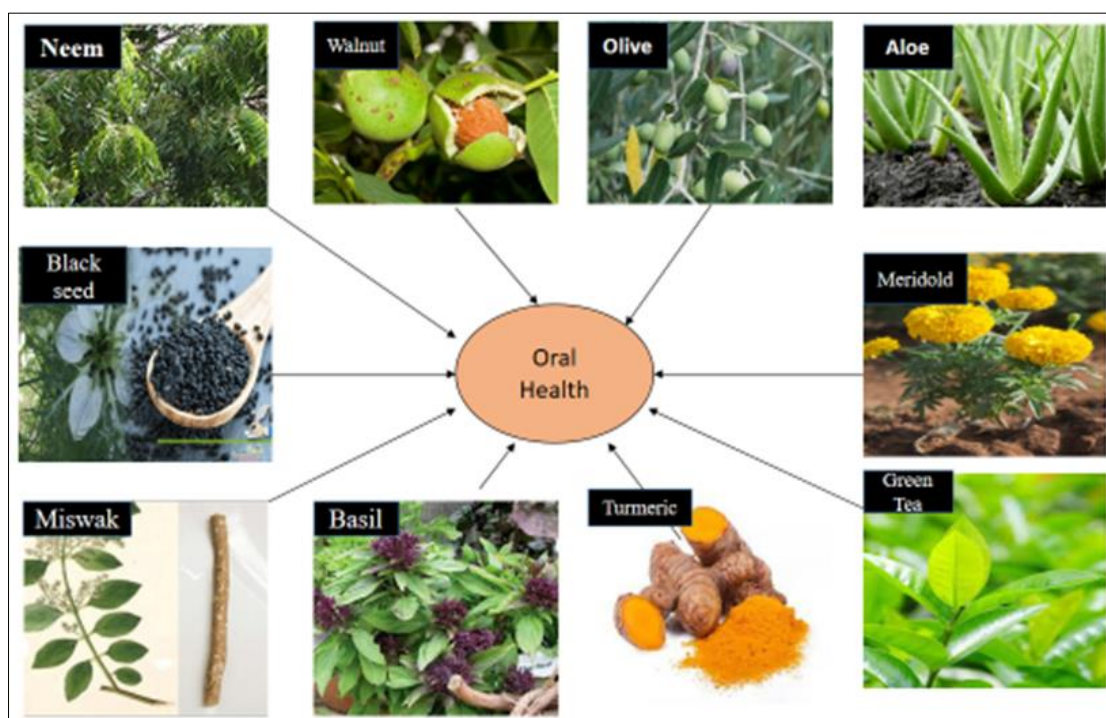 Neem
Walnut
Olive
Aloe
Black
seed
Meridold
Oral
Health
Miswak
Basil
Turmeric
Green
Tea